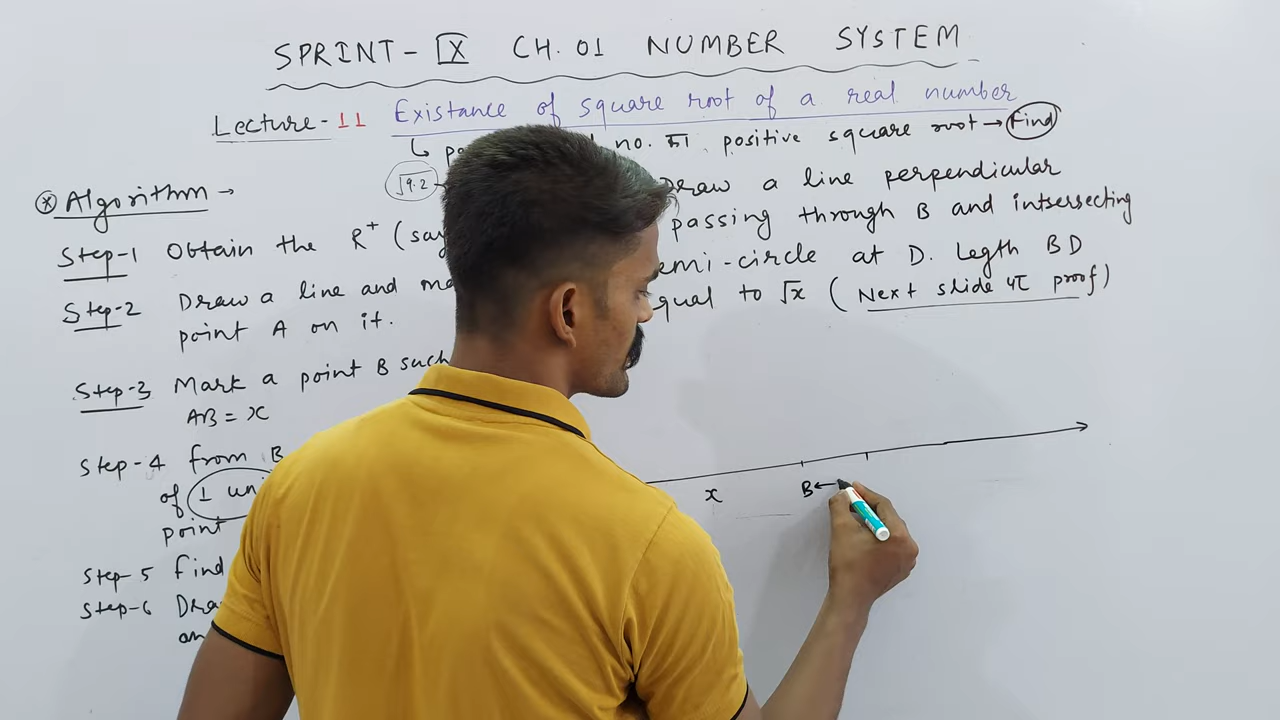 SPRINT- IX CH. 01 NUMBER SYSTEM
Lecture - 11 Existance of square root of a real number
↳ no. का positive square root → Find
√9.2
* Algorithm →
Step-1 Obtain the R⁺ (say
Step-2 Draw a line and
point A on it.
Step-3 Mark a point B such
AB = x
Step-4 from B
of 1
point
Step-5 find
Step-6
Draw a line perpendicular
passing through B and intsersecting
semi-circle at D. Legth BD
equal to √x ( Next slide पर proof)
x B ←